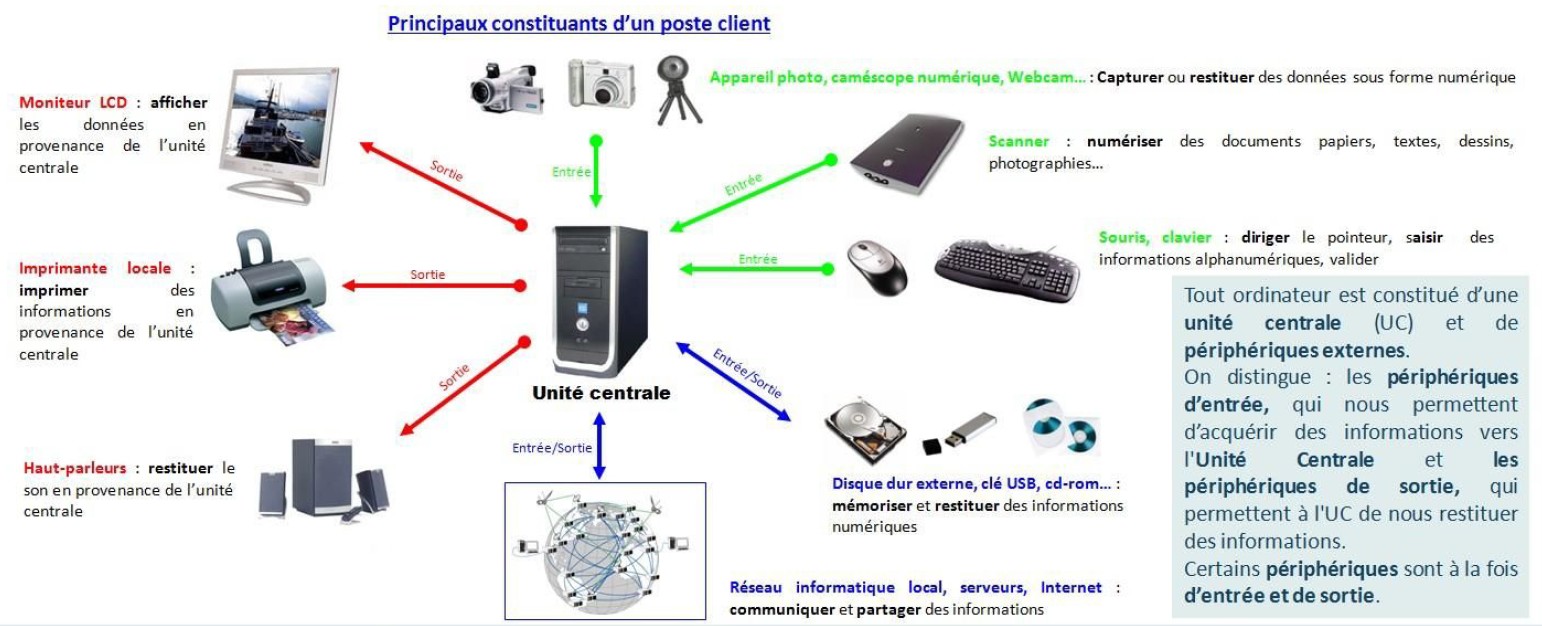 Principaux constituants d'un poste client
Moniteur LCD : afficher
les données en
provenance de l'unité
centrale
Sortie
Entrée
Appareil photo, caméscope numérique, Webcam... : Capturer ou restituer des données sous forme numérique
Entrée
Scanner : numériser des documents papiers, textes, dessins,
photographies...
Imprimante locale :
imprimer des
informations en
provenance de l'unité
centrale
Sortie
Entrée
Souris, clavier : diriger le pointeur, saisir des
informations alphanumériques, valider
Haut-parleurs : restituer le
son en provenance de l'unité
centrale
Sortie
Unité centrale
Entrée/Sortie
Entrée/Sortie
Disque dur externe, clé USB, cd-rom... :
mémoriser et restituer des informations
numériques
Réseau informatique local, serveurs, Internet :
communiquer et partager des informations
Tout ordinateur est constitué d'une
unité centrale (UC) et de
périphériques externes.
On distingue : les périphériques
d'entrée, qui nous permettent
d'acquérir des informations vers
l'Unité Centrale et les
périphériques de sortie, qui
permettent à l'UC de nous restituer
des informations.
Certains périphériques sont à la fois
d'entrée et de sortie.